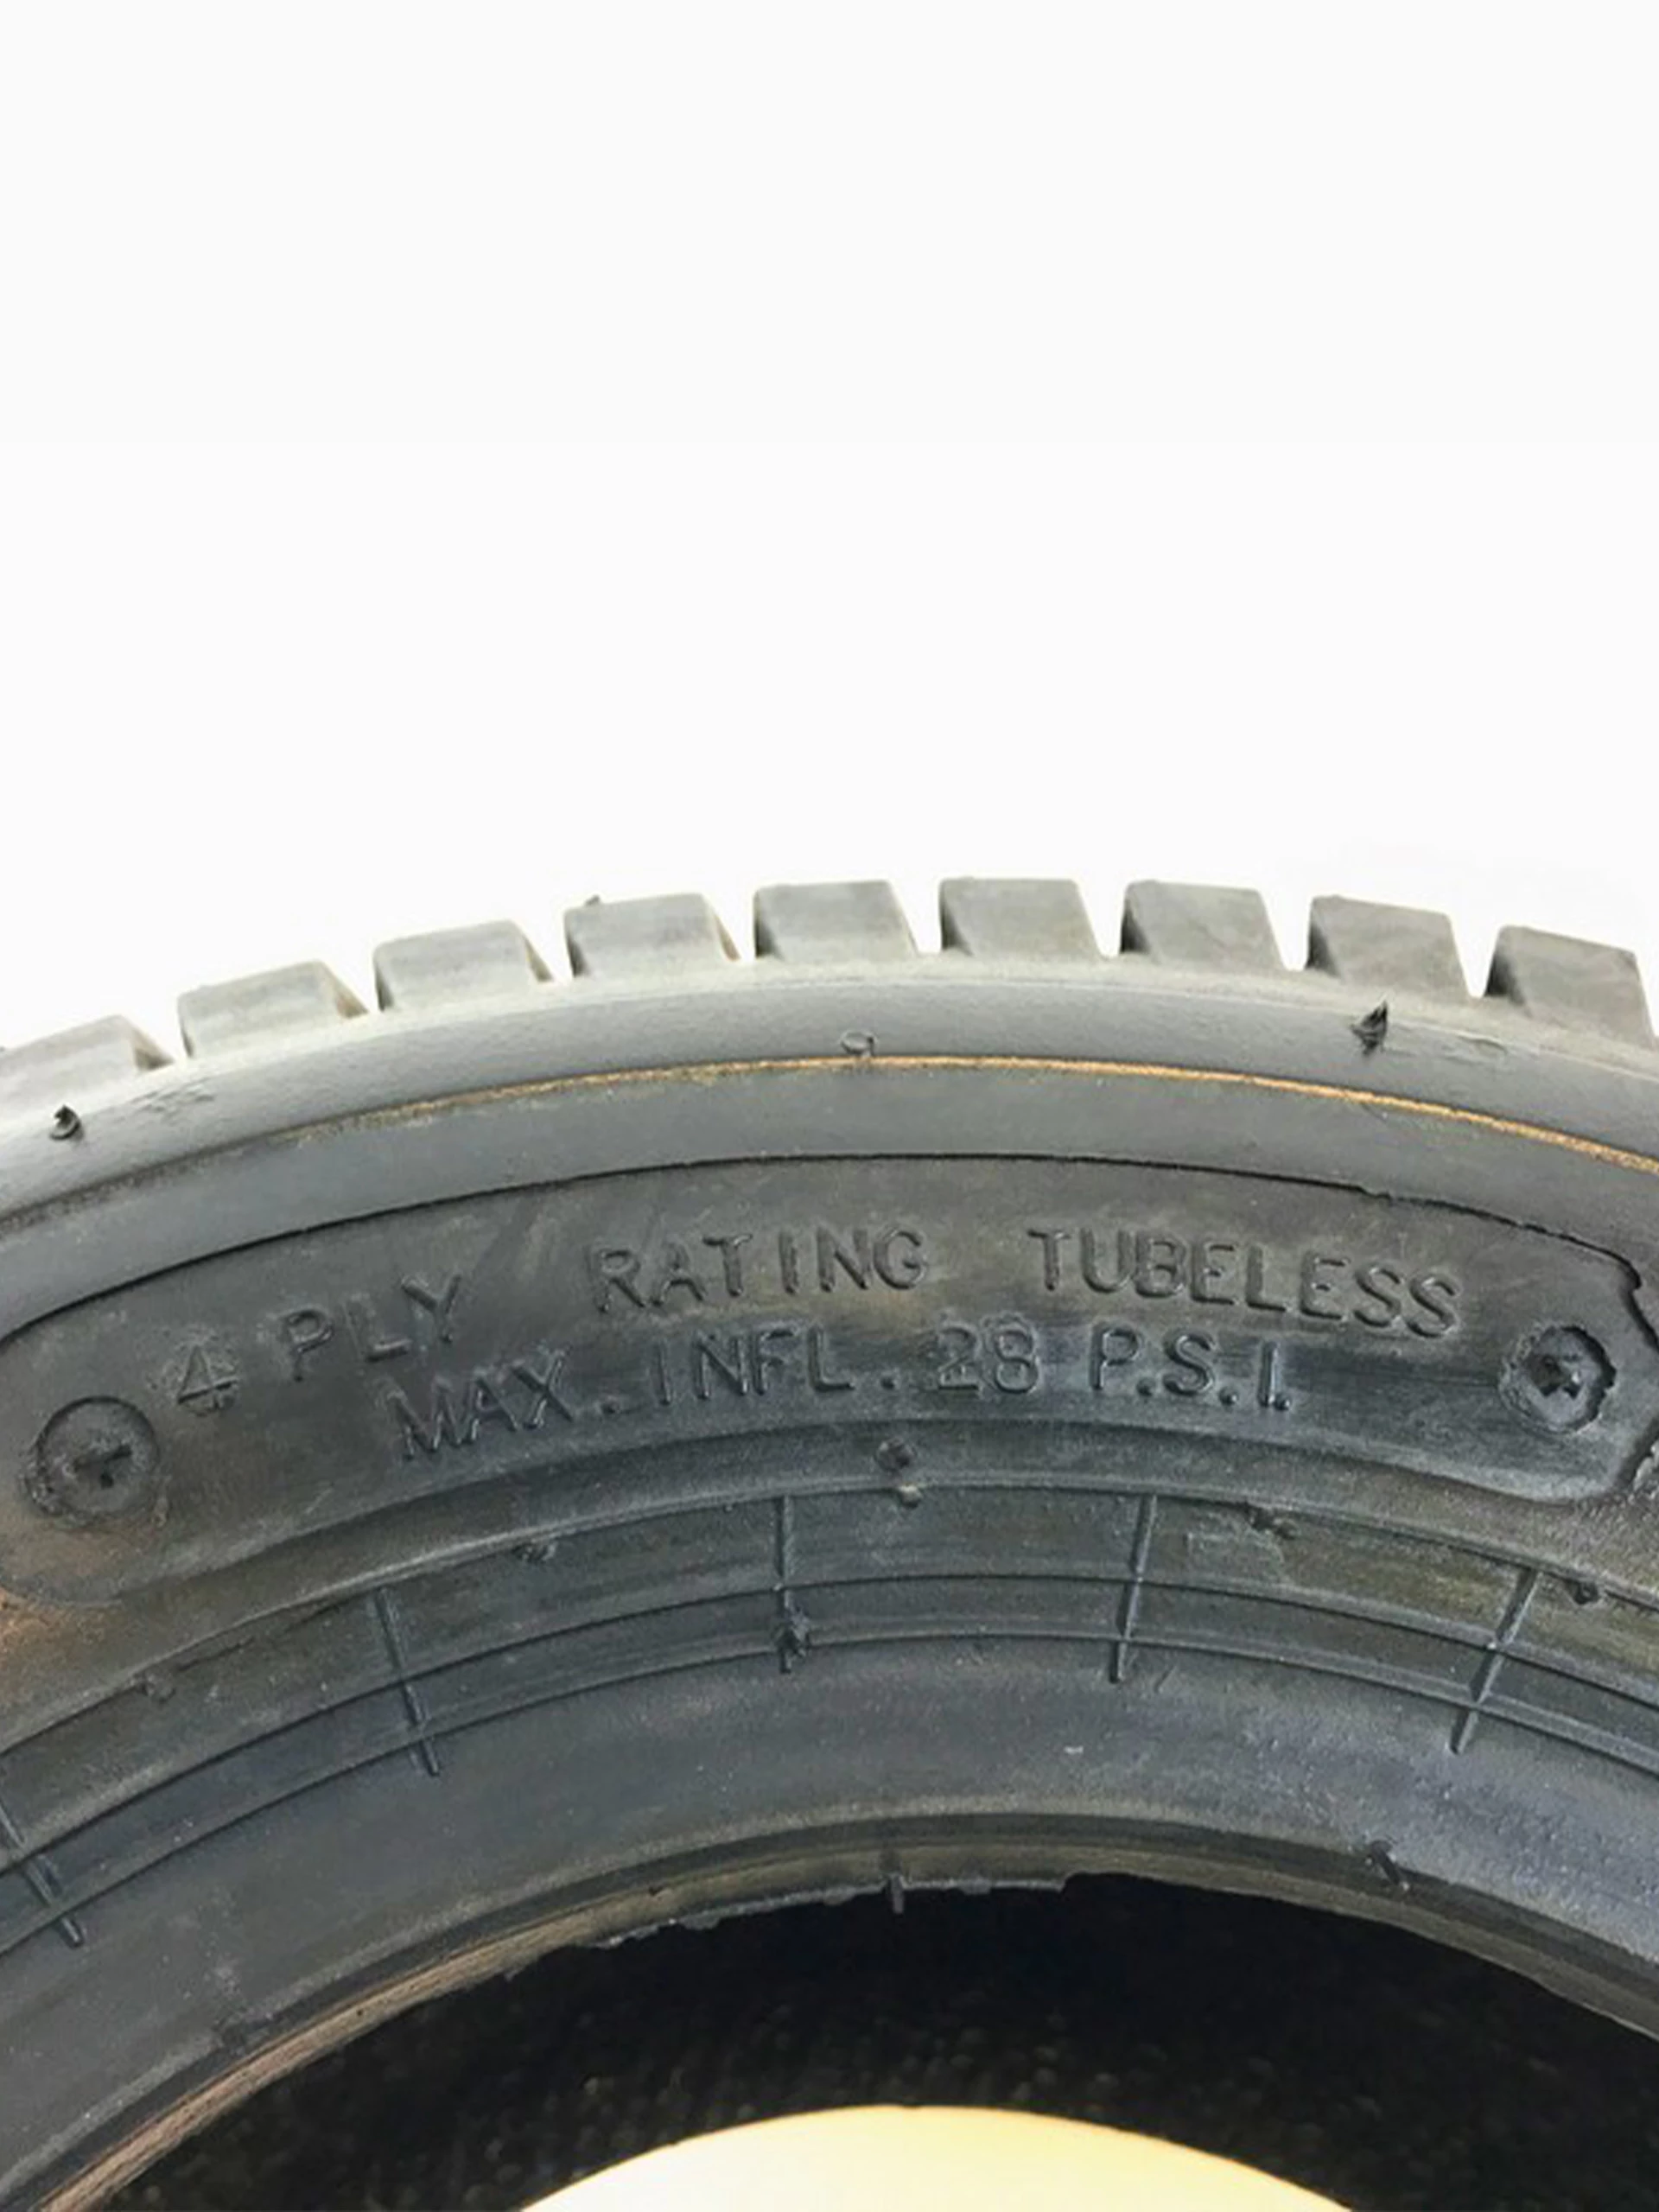 4 PLY RATING TUBELESS
MAX. INFL. 28 P.S.I.